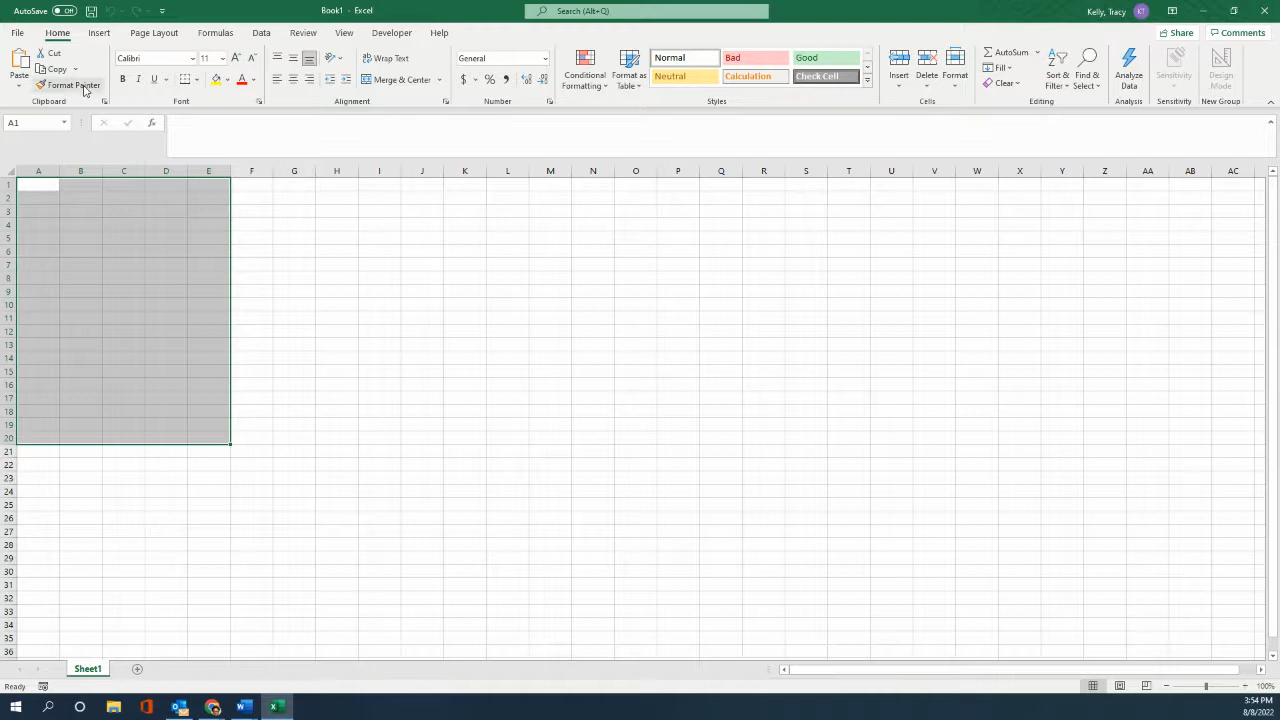 AutoSave Off Book1 - Excel Search (Alt+Q) Kelly, Tracy KT
File Home Insert Page Layout Formulas Data Review View Developer Help Share Comments
Paste Cut Copy Format Painter
Calibri 11 B I U A
Wrap Text Merge & Center
General $ % ,
Conditional Formatting Format as Table
Normal Bad Good
Neutral Calculation Check Cell
Insert Delete Format
AutoSum Fill Clear Sort & Filter Find & Select
Analyze Data Sensitivity Design Mode
Clipboard Font Alignment Number Styles Cells Editing Analysis Sensitivity New Group
A1 fx
A B C D E F G H I J K L M N O P Q R S T U V W X Y Z AA AB AC
1
2
3
4
5
6
7
8
9
10
11
12
13
14
15
16
17
18
19
20
21
22
23
24
25
26
27
28
29
30
31
32
33
34
35
36
Sheet1
Ready 100%
3:54 PM
8/8/2022